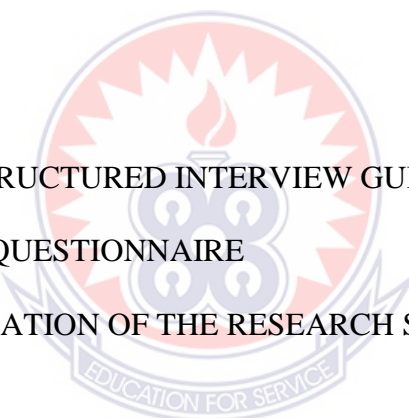 RUCTURED INTERVIEW GU
QUESTIONNAIRE
ATION OF THE RESEARCH S
EDUCATION FOR SERVICE